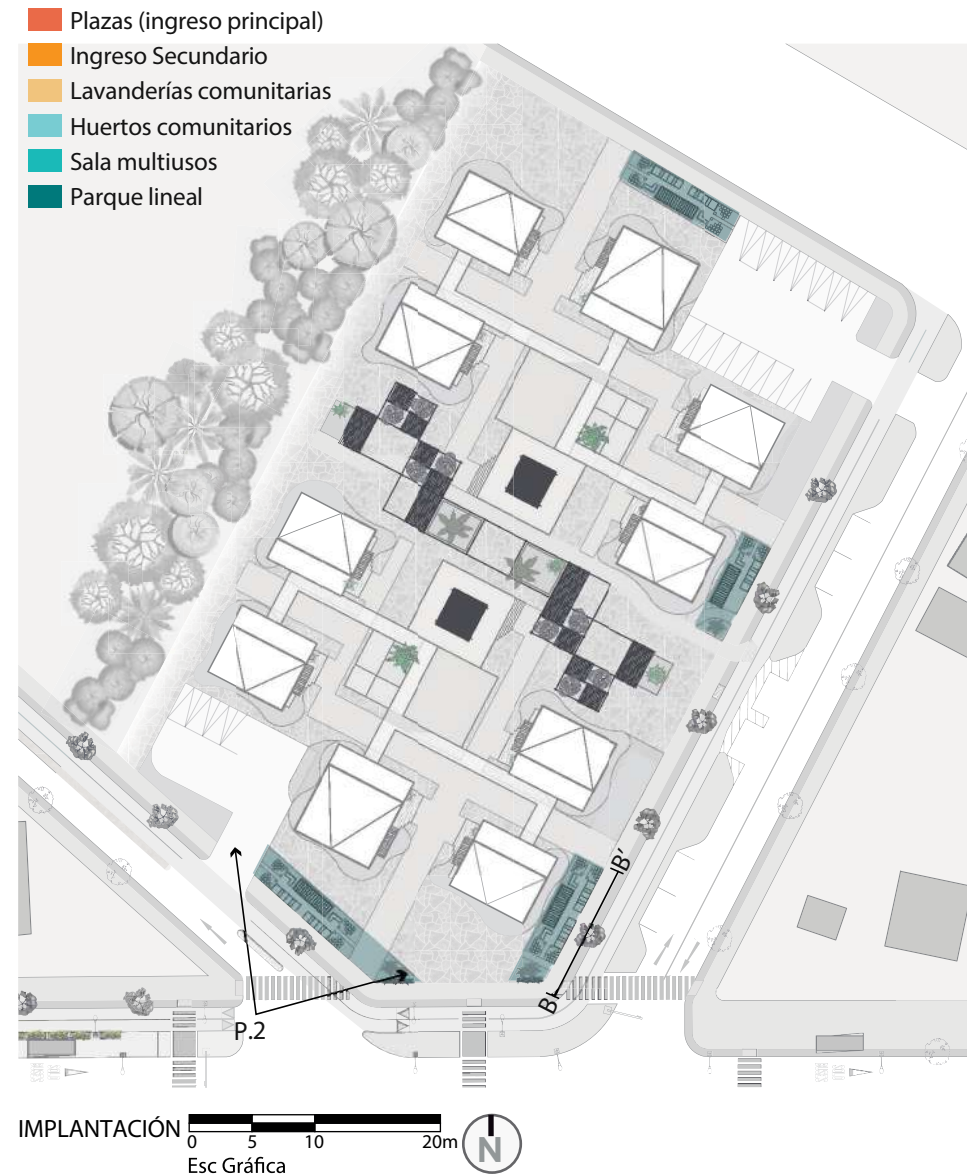 Plazas (ingreso principal)
Ingreso Secundario
Lavanderías comunitarias
Huertos comunitarios
Sala multiusos
Parque lineal
B'
B
P.2
IMPLANTACIÓN
0 5 10 20m
Esc Gráfica
N